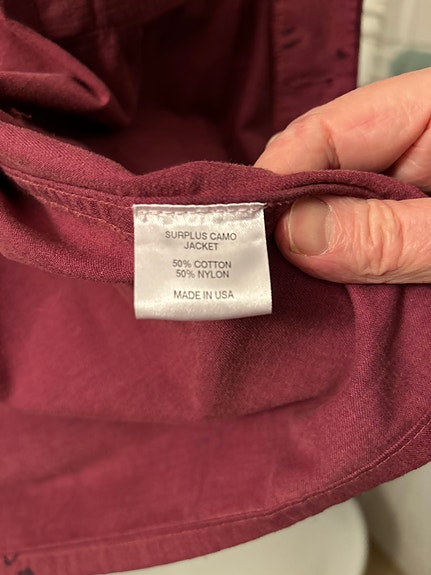 SURPLUS CAMO
JACKET
50% COTTON
50% NYLON
MADE IN USA